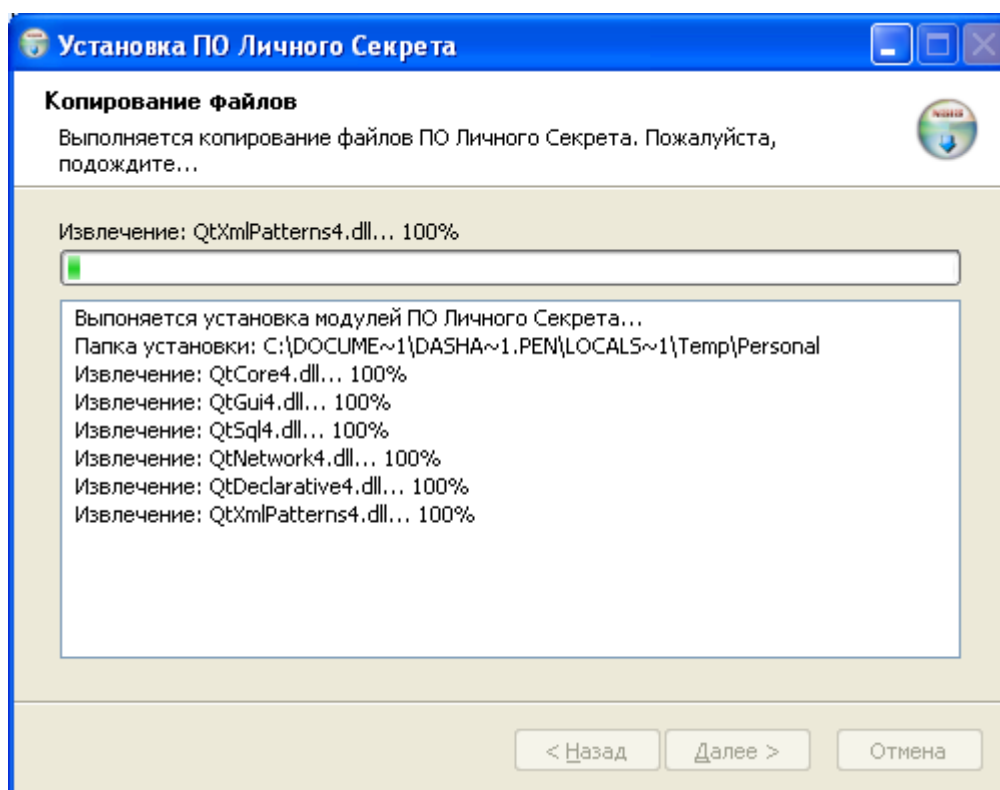 Установка ПО Личного Секрета
Копирование файлов
Выполняется копирование файлов ПО Личного Секрета. Пожалуйста,
подождите...
Извлечение: QtXmlPatterns4.dll... 100%
Выпоняется установка модулей ПО Личного Секрета...
Папка установки: C:\DOCUME~1\DASHA~1.PEN\LOCALS~1\Temp\Personal
Извлечение: QtCore4.dll... 100%
Извлечение: QtGui4.dll... 100%
Извлечение: QtSql4.dll... 100%
Извлечение: QtNetwork4.dll... 100%
Извлечение: QtDeclarative4.dll... 100%
Извлечение: QtXmlPatterns4.dll... 100%
< Назад
Далее >
Отмена